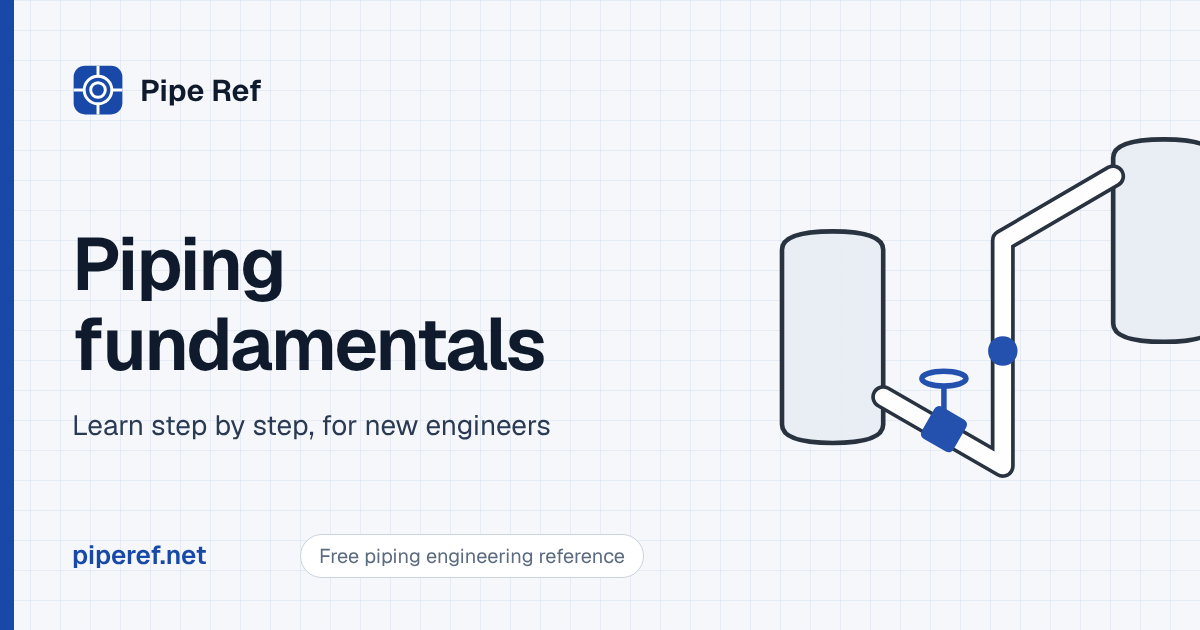 Pipe Ref
Piping
fundamentals
Learn step by step, for new engineers
piperef.net
Free piping engineering reference